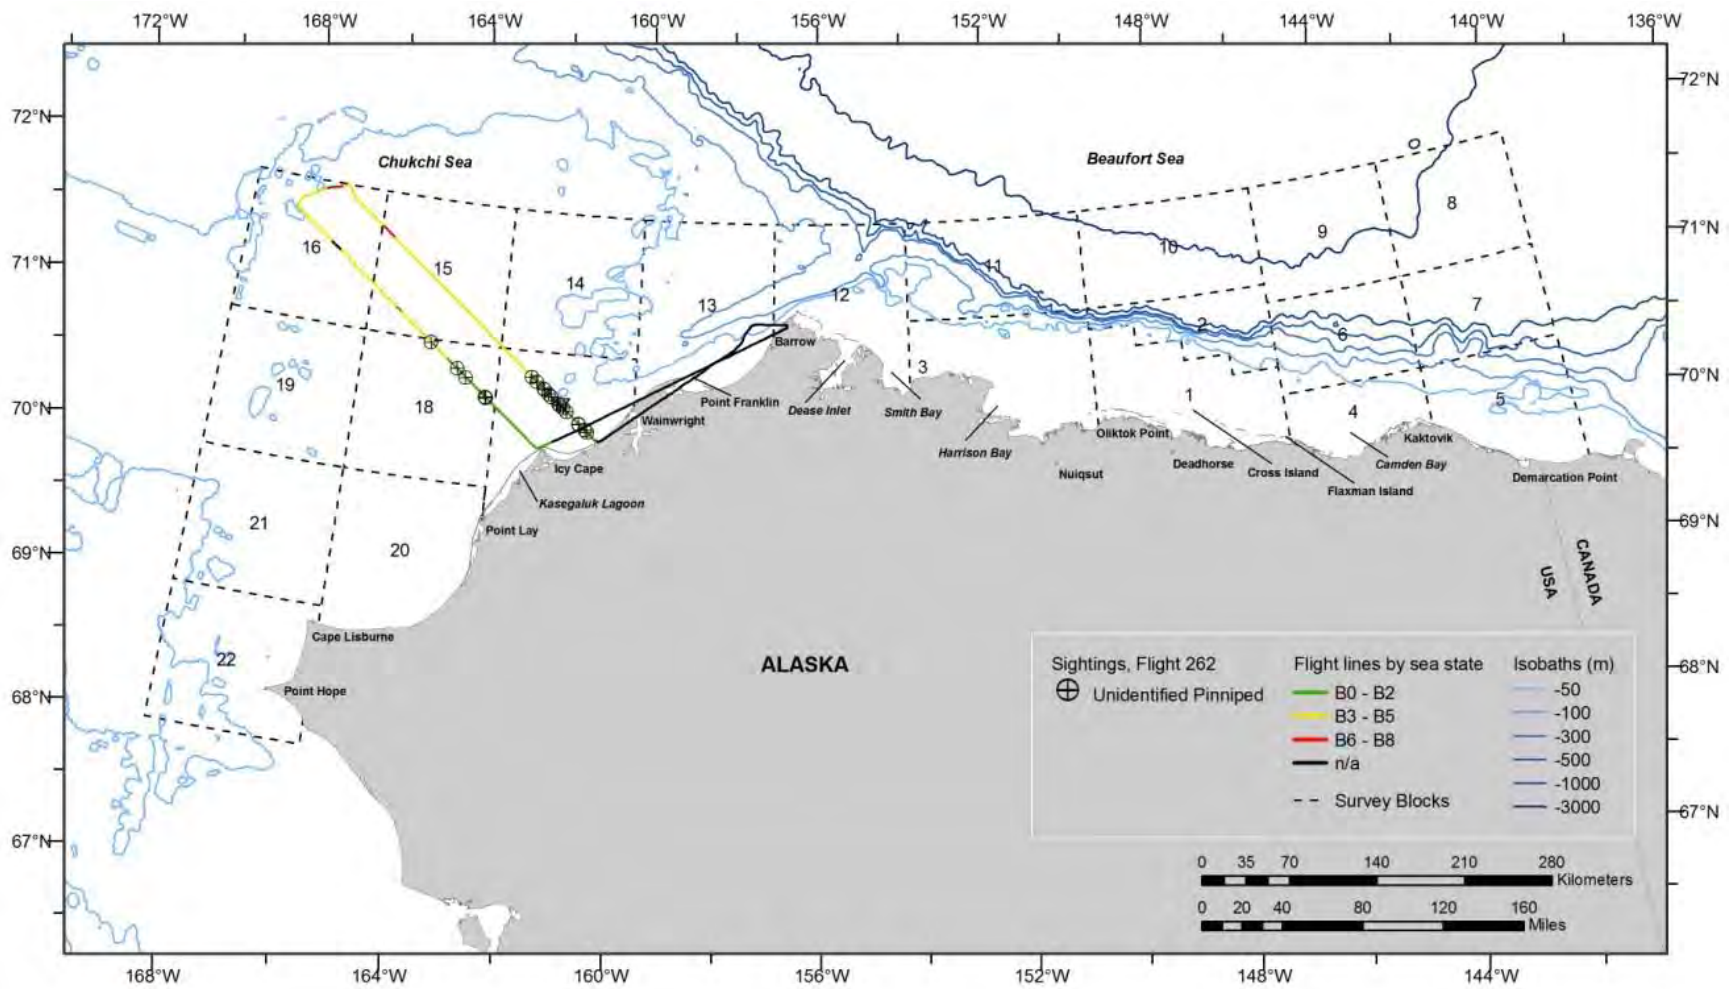 172°W 168°W 164°W 160°W 156°W 152°W 148°W 144°W 140°W 136°W
72°N
72°N
Chukchi Sea
Beaufort Sea
8
9
71°N
16
15
10
11
71°N
14
13
12
7
2
6
Barrow
70°N
19
18
3
Point Franklin
Dease Inlet
Smith Bay
1
5
4
70°N
Wainwright
Harrison Bay
Oliktok Point
Kaktovik
Icy Cape
Nuiqsut
Deadhorse
Cross Island
Camden Bay
Demarcation Point
Kasegaluk Lagoon
Flaxman Island
69°N
21
20
Point Lay
69°N
USA
CANADA
Cape Lisburne
68°N
22
Point Hope
ALASKA
68°N
Sightings, Flight 262
Unidentified Pinniped
Flight lines by sea state
B0 - B2
B3 - B5
B6 - B8
n/a
Survey Blocks
Isobaths (m)
-50
-100
-300
-500
-1000
-3000
67°N
67°N
0 35 70 140 210 280
Kilometers
0 20 40 80 120 160
Miles
168°W 164°W 160°W 156°W 152°W 148°W 144°W